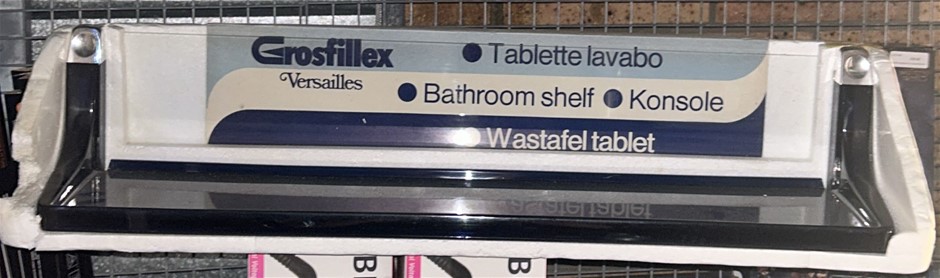 Grosfillex
Versailles
● Tablette lavabo
● Bathroom shelf ● Konsole
● Wastafel tablet
B
B